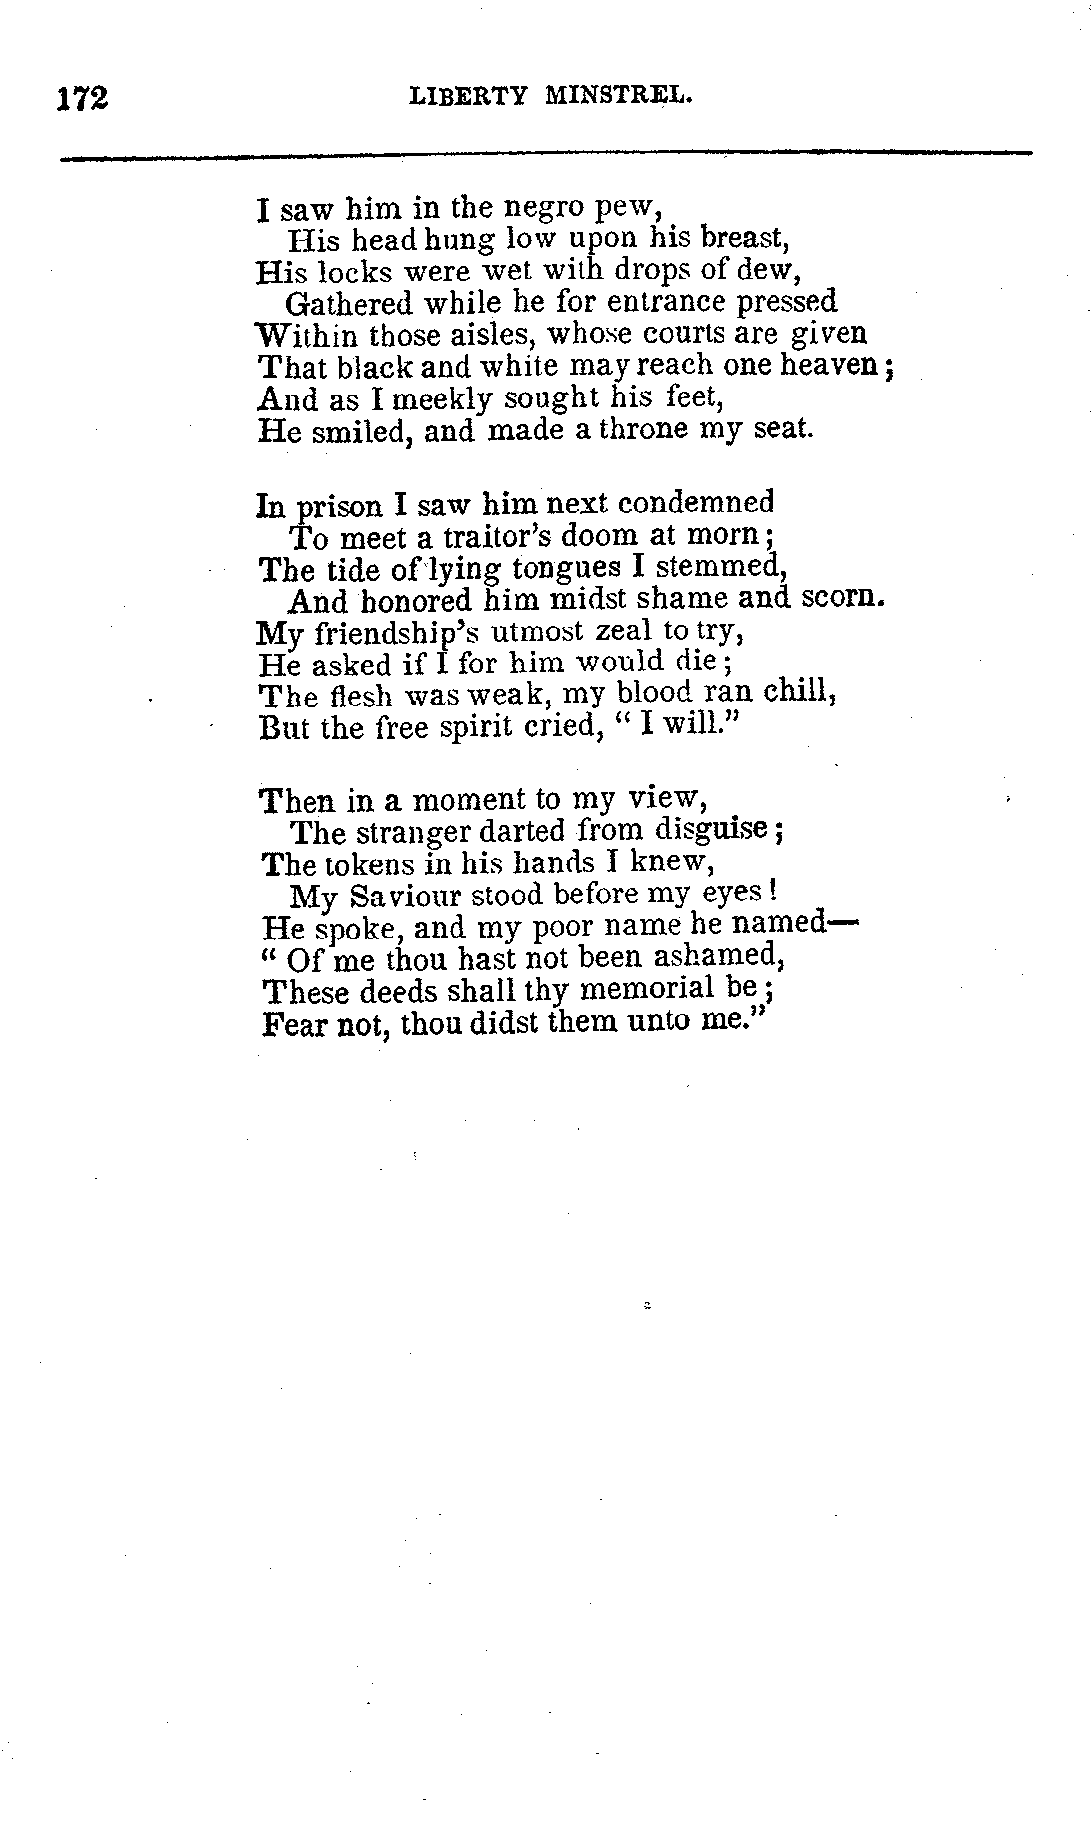 172 LIBERTY MINSTREL.
I saw him in the negro pew,
His head hung low upon his breast,
His locks were wet with drops of dew,
Gathered while he for entrance pressed
Within those aisles, whose courts are given
That black and white may reach one heaven;
And as I meekly sought his feet,
He smiled, and made a throne my seat.
In prison I saw him next condemned
To meet a traitor's doom at morn;
The tide of lying tongues I stemmed,
And honored him midst shame and scorn.
My friendship's utmost zeal to try,
He asked if I for him would die;
The flesh was weak, my blood ran chill,
But the free spirit cried, "I will."
Then in a moment to my view,
The stranger darted from disguise;
The tokens in his hands I knew,
My Saviour stood before my eyes!
He spoke, and my poor name he named—
"Of me thou hast not been ashamed,
These deeds shall thy memorial be;
Fear not, thou didst them unto me."